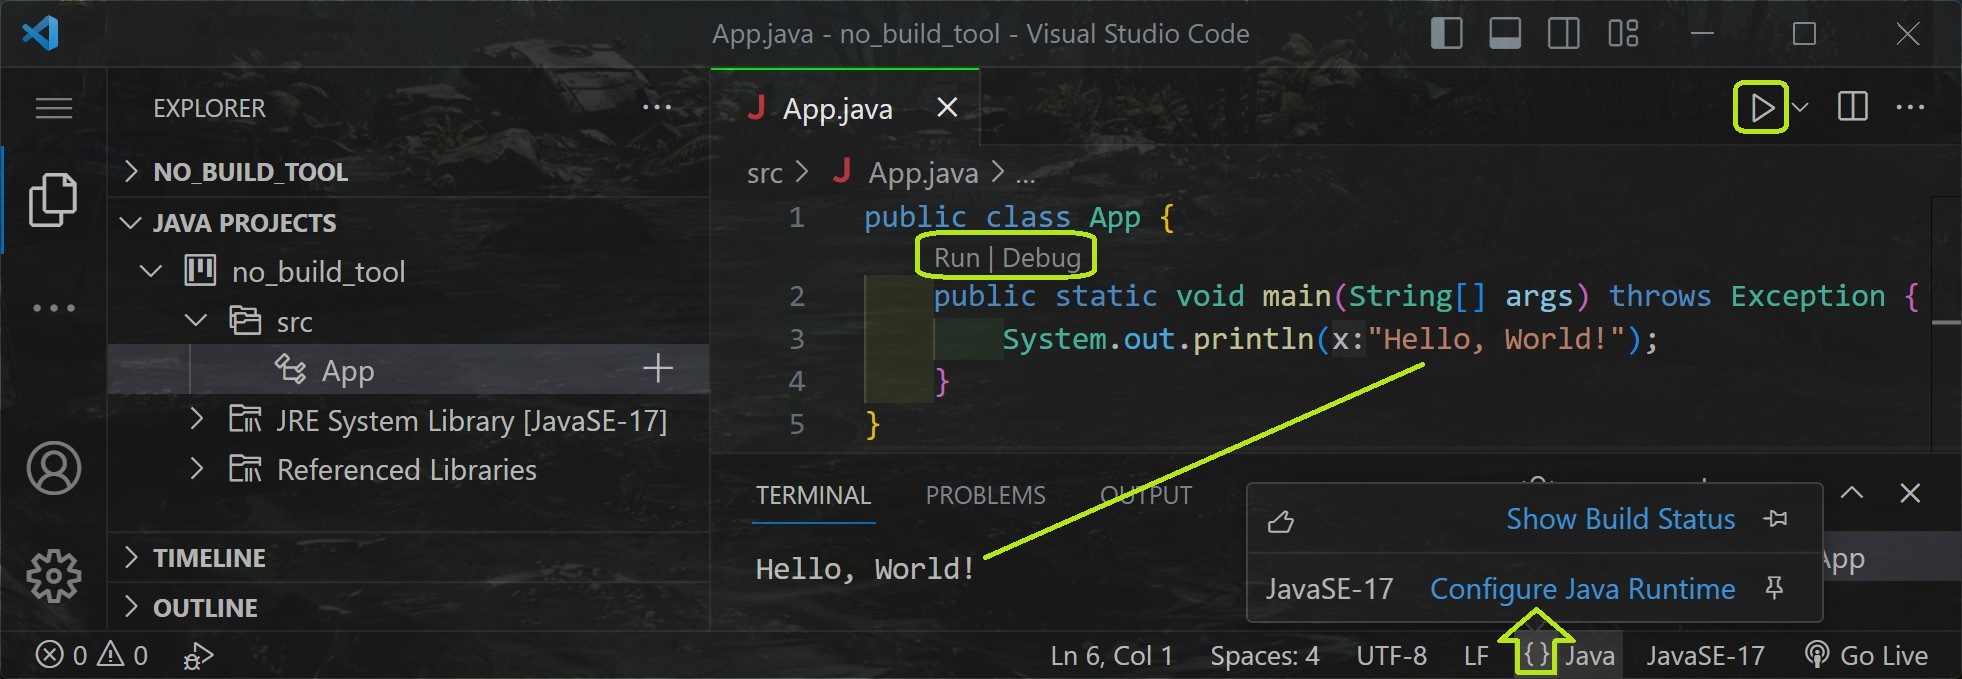 App.java - no_build_tool - Visual Studio Code
EXPLORER
NO_BUILD_TOOL
JAVA PROJECTS
no_build_tool
src
App
JRE System Library [JavaSE-17]
Referenced Libraries
TIMELINE
OUTLINE
App.java
src > App.java > ...
1 public class App {
Run | Debug
2 public static void main(String[] args) throws Exception {
3 System.out.println(x:"Hello, World!");
4 }
5 }
TERMINAL PROBLEMS OUTPUT
Hello, World!
Show Build Status
App
JavaSE-17 Configure Java Runtime
0 0 Ln 6, Col 1 Spaces: 4 UTF-8 LF {} Java JavaSE-17 Go Live